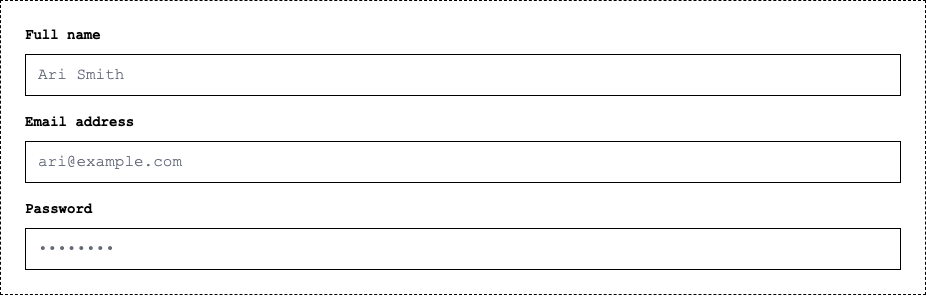 Full name
Ari Smith
Email address
ari@example.com
Password
••••••••